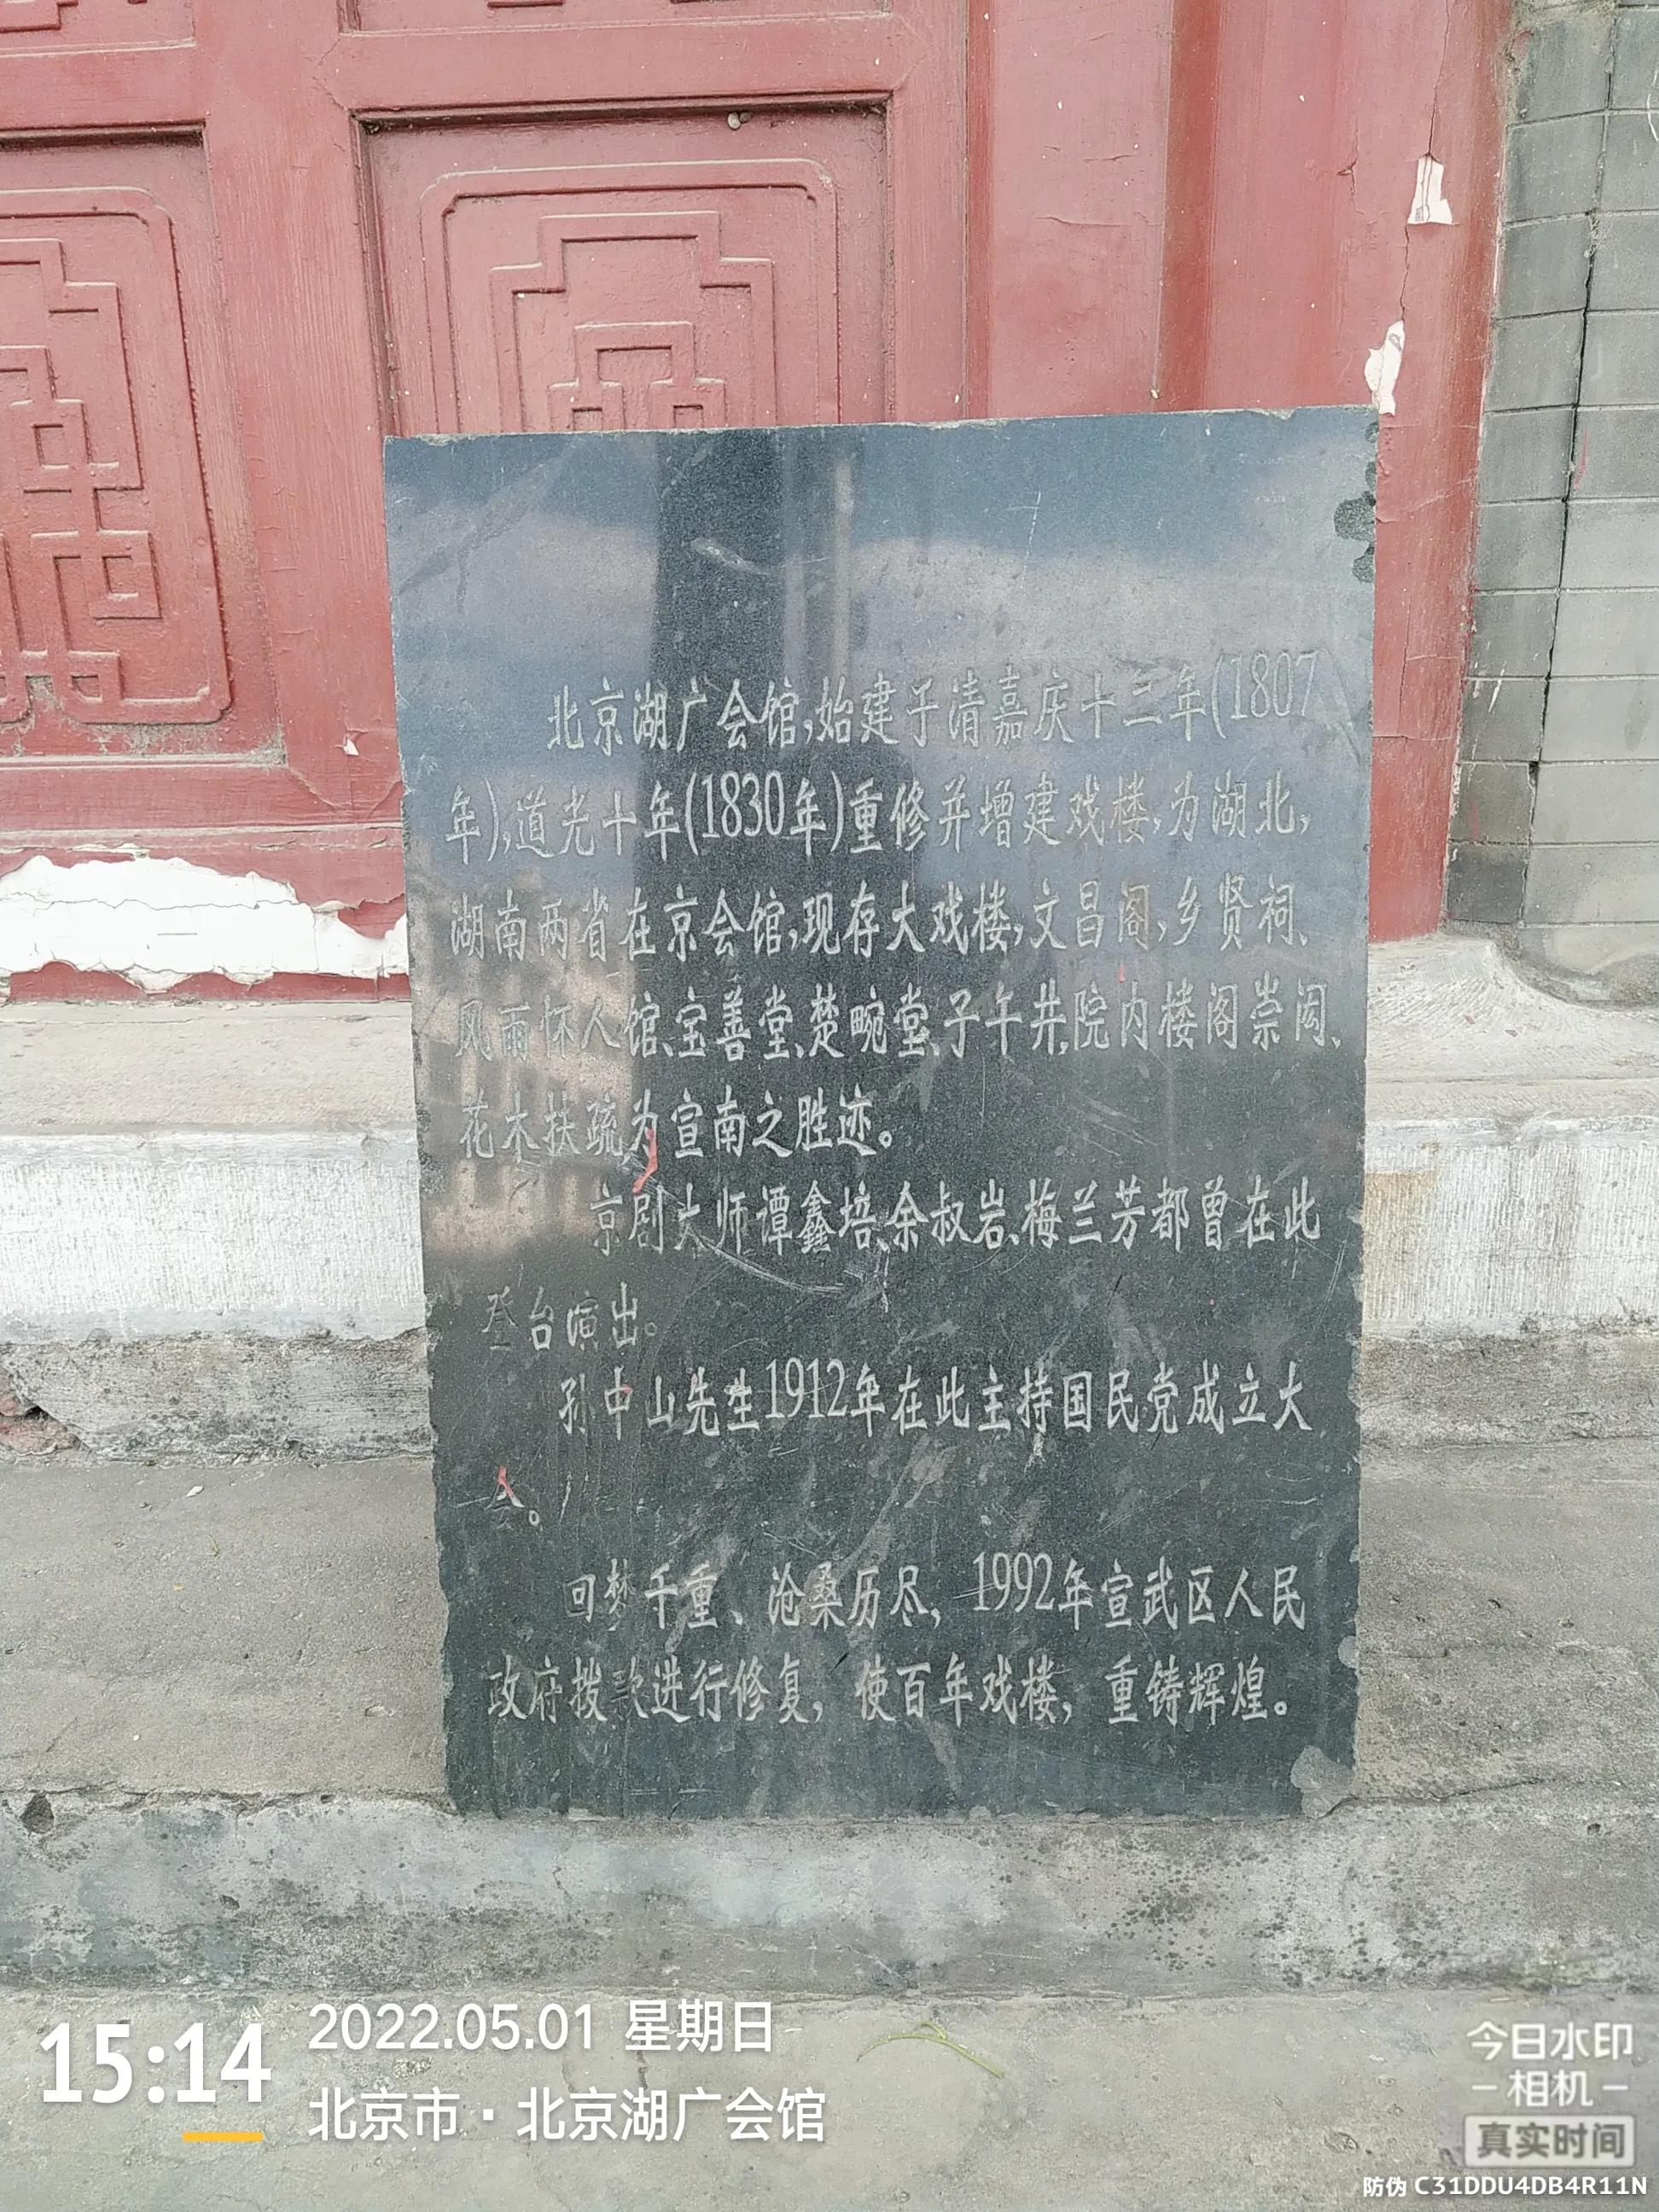 北京湖广会馆,始建于清嘉庆十三年(1807
年),道光十年(1830年)重修并增建戏楼,为湖北,
湖南两省在京会馆,现存大戏楼,文昌阁,乡贤祠、
风雨怀人馆、宝善堂、楚畹堂、子午井,院内楼阁崇闳、
花木扶疏为宣南之胜迹。
京剧大师谭鑫培、余叔岩、梅兰芳都曾在此
登台演出。
孙中山先生1912年在此主持国民党成立大
会。
回梦千重、沧桑历尽,1992年宣武区人民
政府拨款进行修复,使百年戏楼,重铸辉煌。
15:14
2022.05.01 星期日
北京市·北京湖广会馆
今日水印
-相机-
真实时间
防伪 C31DDU4DB4R11N